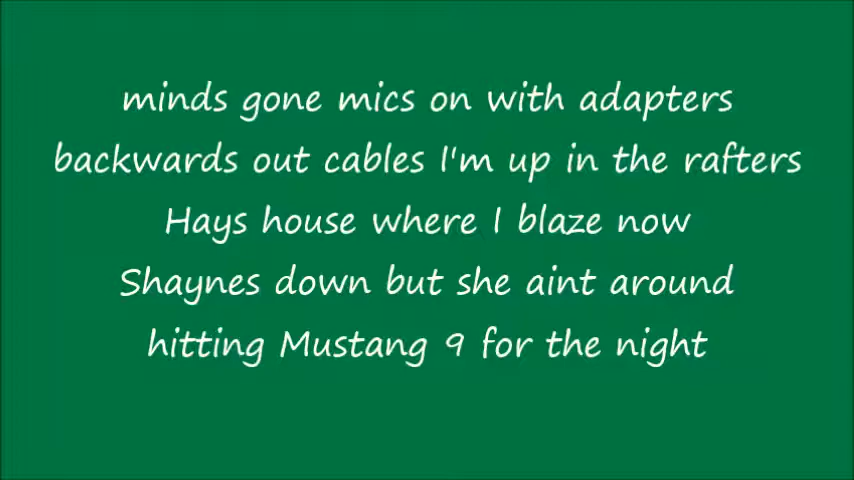 minds gone mics on with adapters
backwards out cables I'm up in the rafters
Hays house where I blaze now
Shaynes down but she aint around
hitting Mustang 9 for the night